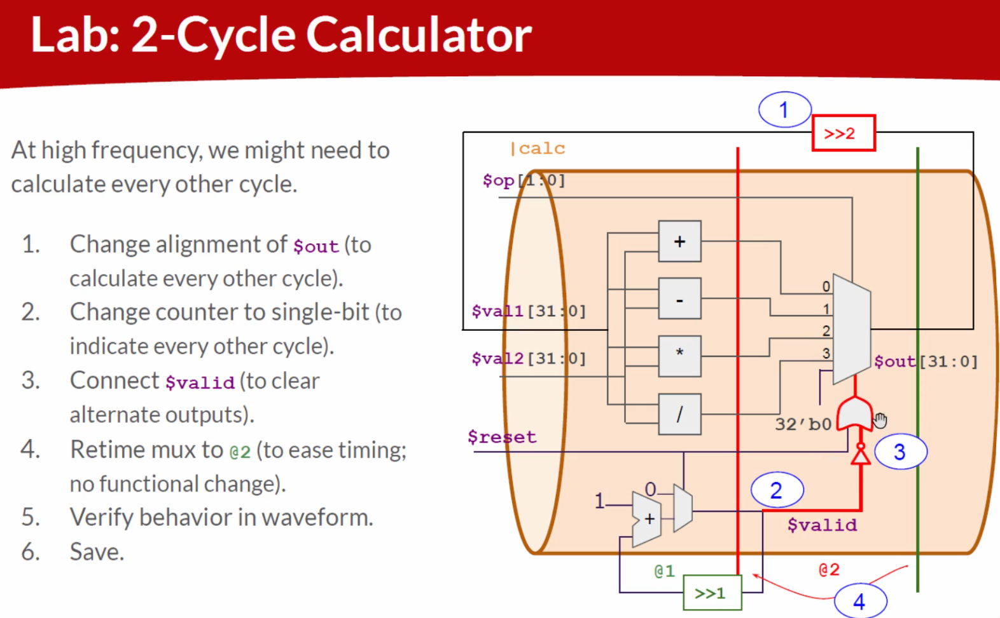 Lab: 2-Cycle Calculator
At high frequency, we might need to
calculate every other cycle.
1. Change alignment of $out (to
calculate every other cycle).
2. Change counter to single-bit (to
indicate every other cycle).
3. Connect $valid (to clear
alternate outputs).
4. Retime mux to @2 (to ease timing;
no functional change).
5. Verify behavior in waveform.
6. Save.
1
>>2
|calc
$op[1:0]
+
-
*
/
0
1
2
3
$val1[31:0]
$val2[31:0]
$out[31:0]
32'b0
$reset
3
2
0
1
+
$valid
@1
@2
>>1
4